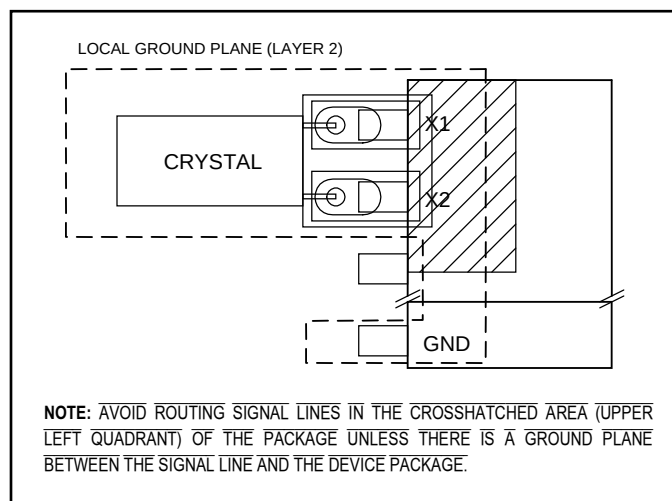 LOCAL GROUND PLANE (LAYER 2)
X1
CRYSTAL
X2
GND
NOTE: AVOID ROUTING SIGNAL LINES IN THE CROSSHATCHED AREA (UPPER
LEFT QUADRANT) OF THE PACKAGE UNLESS THERE IS A GROUND PLANE
BETWEEN THE SIGNAL LINE AND THE DEVICE PACKAGE.